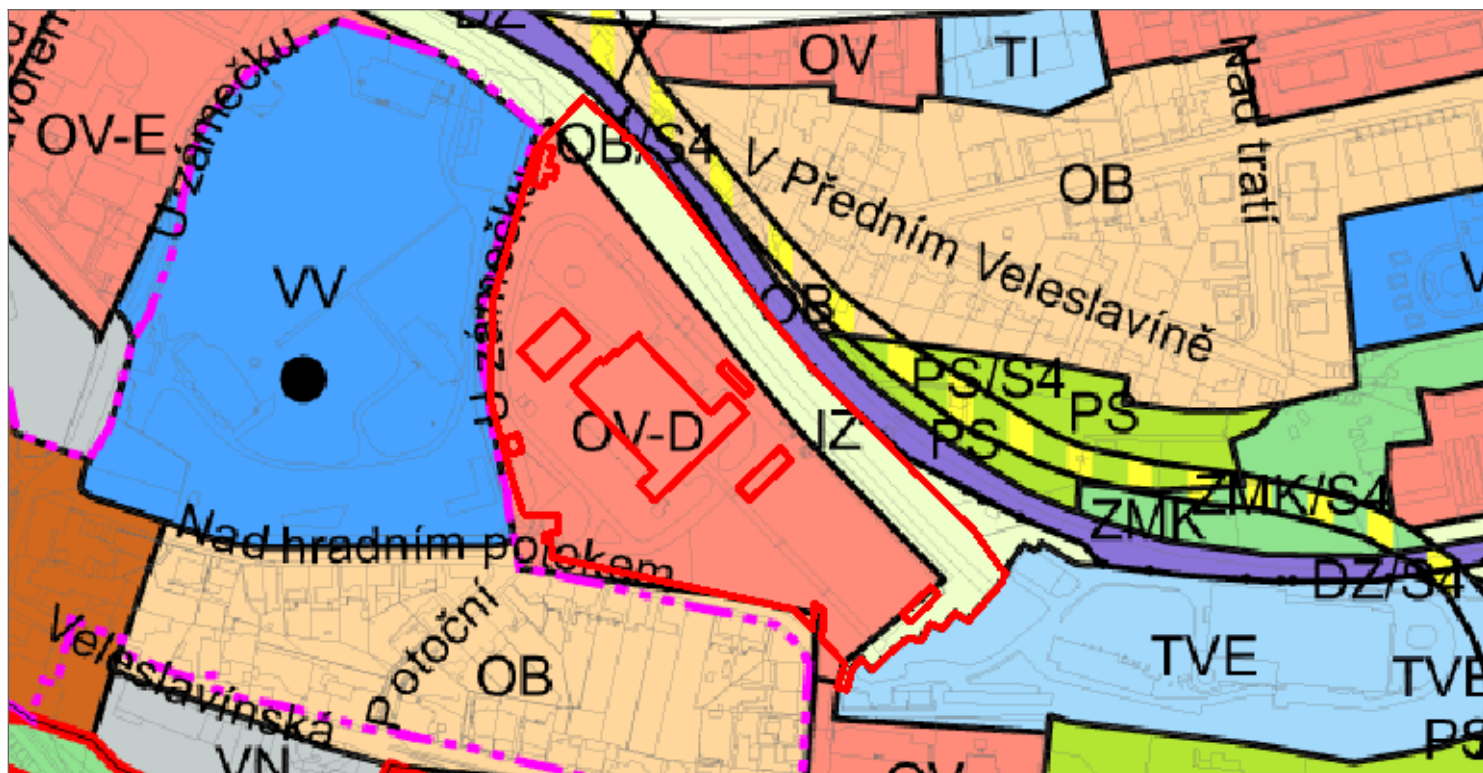 DZ
OV
TI
Nad tratí
OV-E
U zámečku
OB/S4
V Předním Veleslavíně
OB
VV
U zámečku
OB
PS/S4
PS
OV-D
IZ
PS
ZMK/S4
ZMK
Nad hradním potokem
DZ/S4
Veleslavínská
Potoční
OB
TVE
TVE
PS
VN
OV